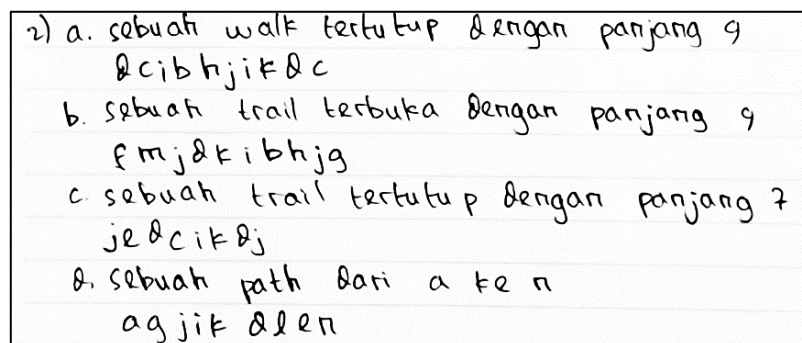 2) a. sebuah walk tertutup dengan panjang 9
dcibhjikdc
b. sebuah trail terbuka dengan panjang 9
fmjdkibhjg
c. sebuah trail tertutup dengan panjang 7
jedcikdj
d. sebuah path dari a ke n
agjikdlen